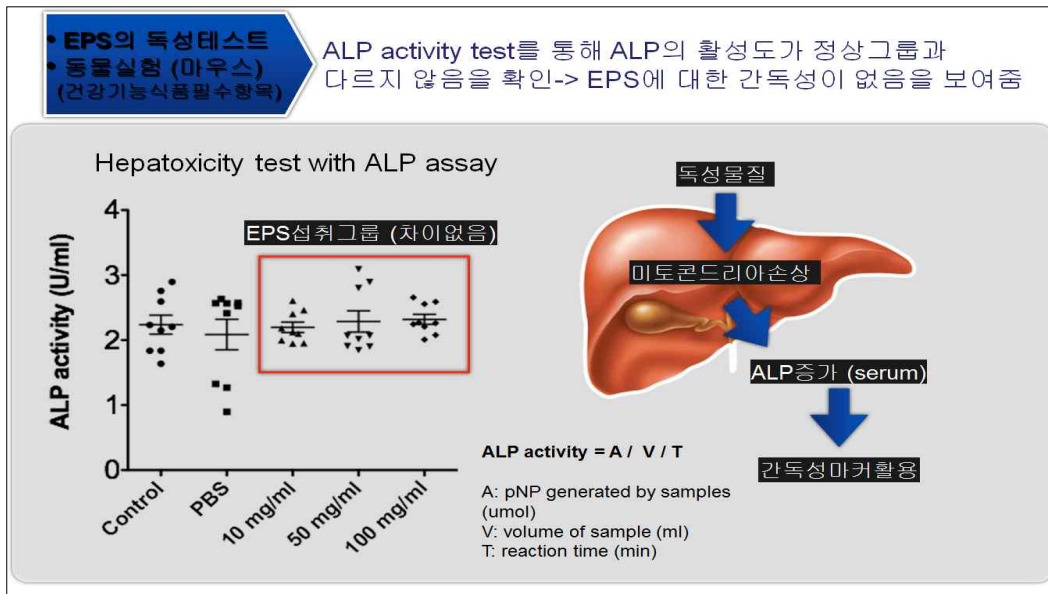 • EPS의 독성테스트
• 동물실험 (마우스)
(건강기능식품필수항목)
ALP activity test를 통해 ALP의 활성도가 정상그룹과
다르지 않음을 확인-> EPS에 대한 간독성이 없음을 보여줌
Hepatoxicity test with ALP assay
EPS섭취그룹 (차이없음)
ALP activity (U/ml)
4
3
2
1
0
Control
PBS
10 mg/ml
50 mg/ml
100 mg/ml
독성물질
미토콘드리아손상
ALP증가 (serum)
간독성마커활용
ALP activity = A / V / T
A: pNP generated by samples
(umol)
V: volume of sample (ml)
T: reaction time (min)